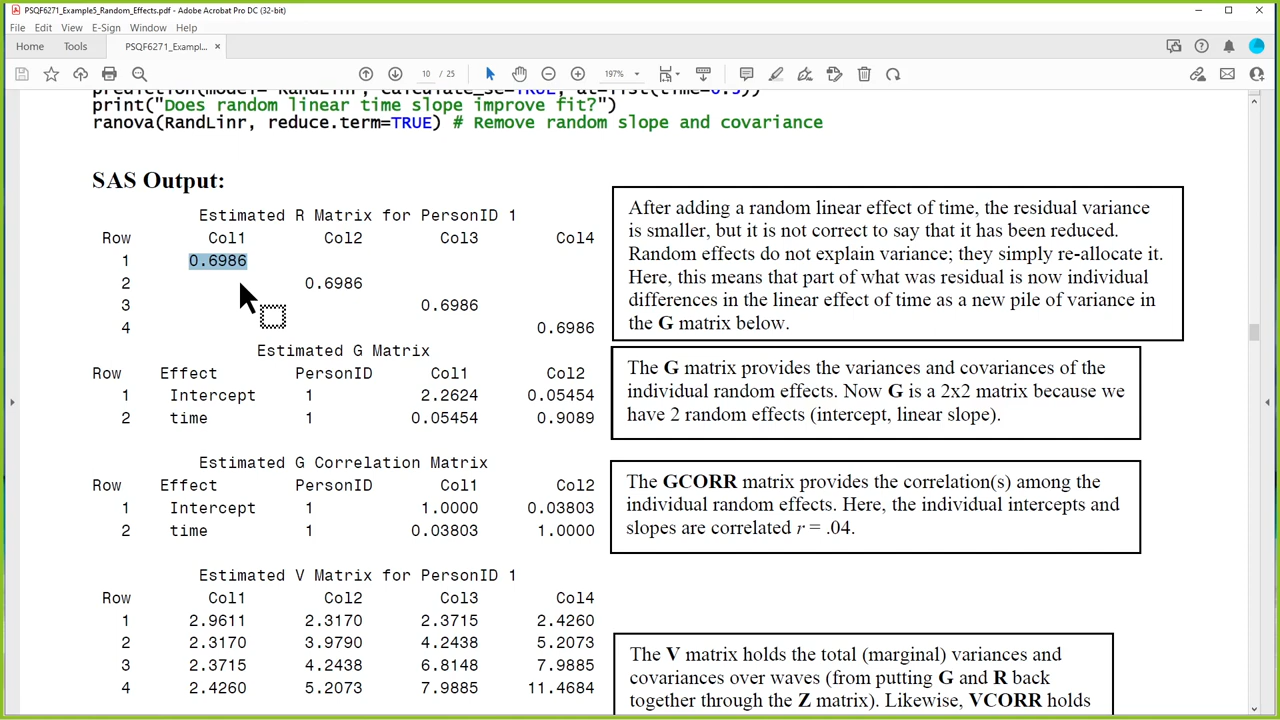 PSQF6271_Example5_Random_Effects.pdf - Adobe Acrobat Pro DC (32-bit)
File Edit View E-Sign Window Help
Home Tools PSQF6271_Exampl... ×
10 / 25 197%
prediction(model= RandLinr, calculate_se=TRUE, at=list(time=0:3))
print("Does random linear time slope improve fit?")
ranova(RandLinr, reduce.term=TRUE) # Remove random slope and covariance
SAS Output:
Estimated R Matrix for PersonID 1
Row Col1 Col2 Col3 Col4
1 0.6986
2 0.6986
3 0.6986
4 0.6986
After adding a random linear effect of time, the residual variance
is smaller, but it is not correct to say that it has been reduced.
Random effects do not explain variance; they simply re-allocate it.
Here, this means that part of what was residual is now individual
differences in the linear effect of time as a new pile of variance in
the G matrix below.
Estimated G Matrix
Row Effect PersonID Col1 Col2
1 Intercept 1 2.2624 0.05454
2 time 1 0.05454 0.9089
The G matrix provides the variances and covariances of the
individual random effects. Now G is a 2x2 matrix because we
have 2 random effects (intercept, linear slope).
Estimated G Correlation Matrix
Row Effect PersonID Col1 Col2
1 Intercept 1 1.0000 0.03803
2 time 1 0.03803 1.0000
The GCORR matrix provides the correlation(s) among the
individual random effects. Here, the individual intercepts and
slopes are correlated r = .04.
Estimated V Matrix for PersonID 1
Row Col1 Col2 Col3 Col4
1 2.9611 2.3170 2.3715 2.4260
2 2.3170 3.9790 4.2438 5.2073
3 2.3715 4.2438 6.8148 7.9885
4 2.4260 5.2073 7.9885 11.4684
The V matrix holds the total (marginal) variances and
covariances over waves (from putting G and R back
together through the Z matrix). Likewise, VCORR holds